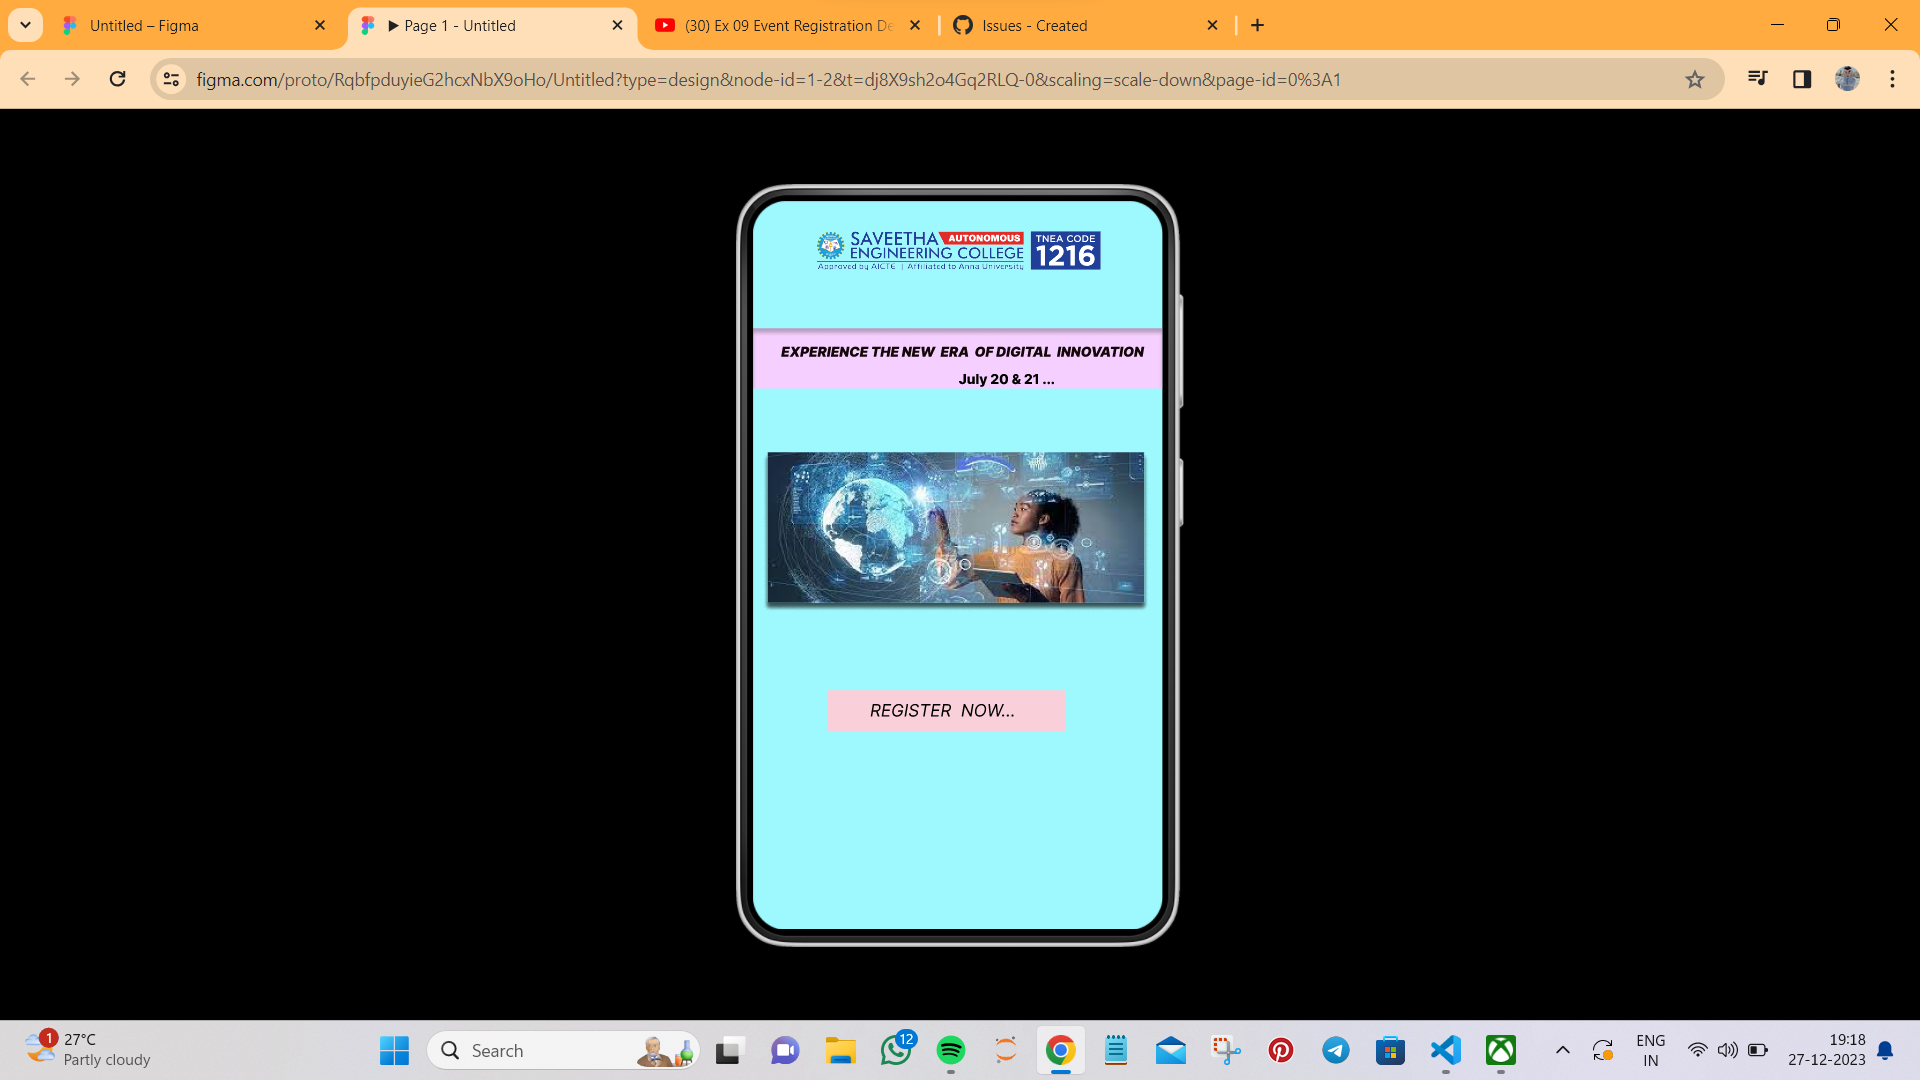 Untitled – Figma
▶ Page 1 - Untitled
(30) Ex 09 Event Registration De
Issues - Created
figma.com/proto/RqbfpduyieG2hcxNbX9oHo/Untitled?type=design&node-id=1-2&t=dj8X9sh2o4Gq2RLQ-0&scaling=scale-down&page-id=0%3A1
SAVEETHA AUTONOMOUS
ENGINEERING COLLEGE
Approved by AICTE | Affiliated to Anna University
TNEA CODE
1216
EXPERIENCE THE NEW ERA OF DIGITAL INNOVATION
July 20 & 21 ...
REGISTER NOW...
1
27°C
Partly cloudy
Search
12
ENG
IN
19:18
27-12-2023